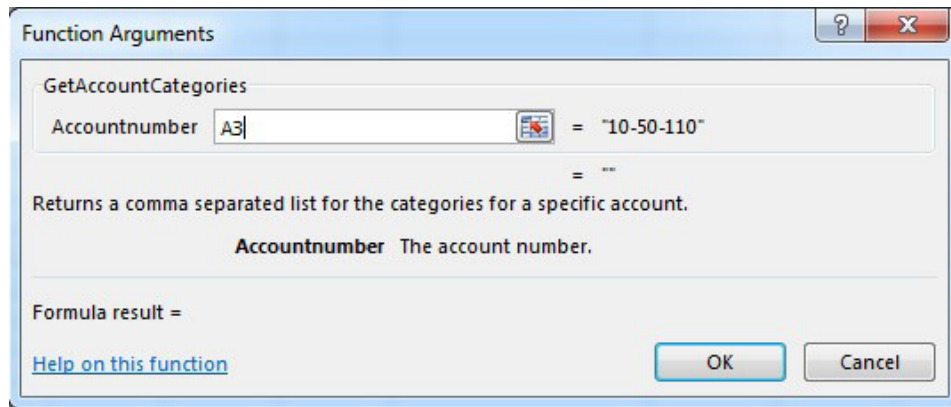 Function Arguments
GetAccountCategories
Accountnumber A3 = "10-50-110"
= ""
Returns a comma separated list for the categories for a specific account.
Accountnumber The account number.
Formula result =
Help on this function OK Cancel